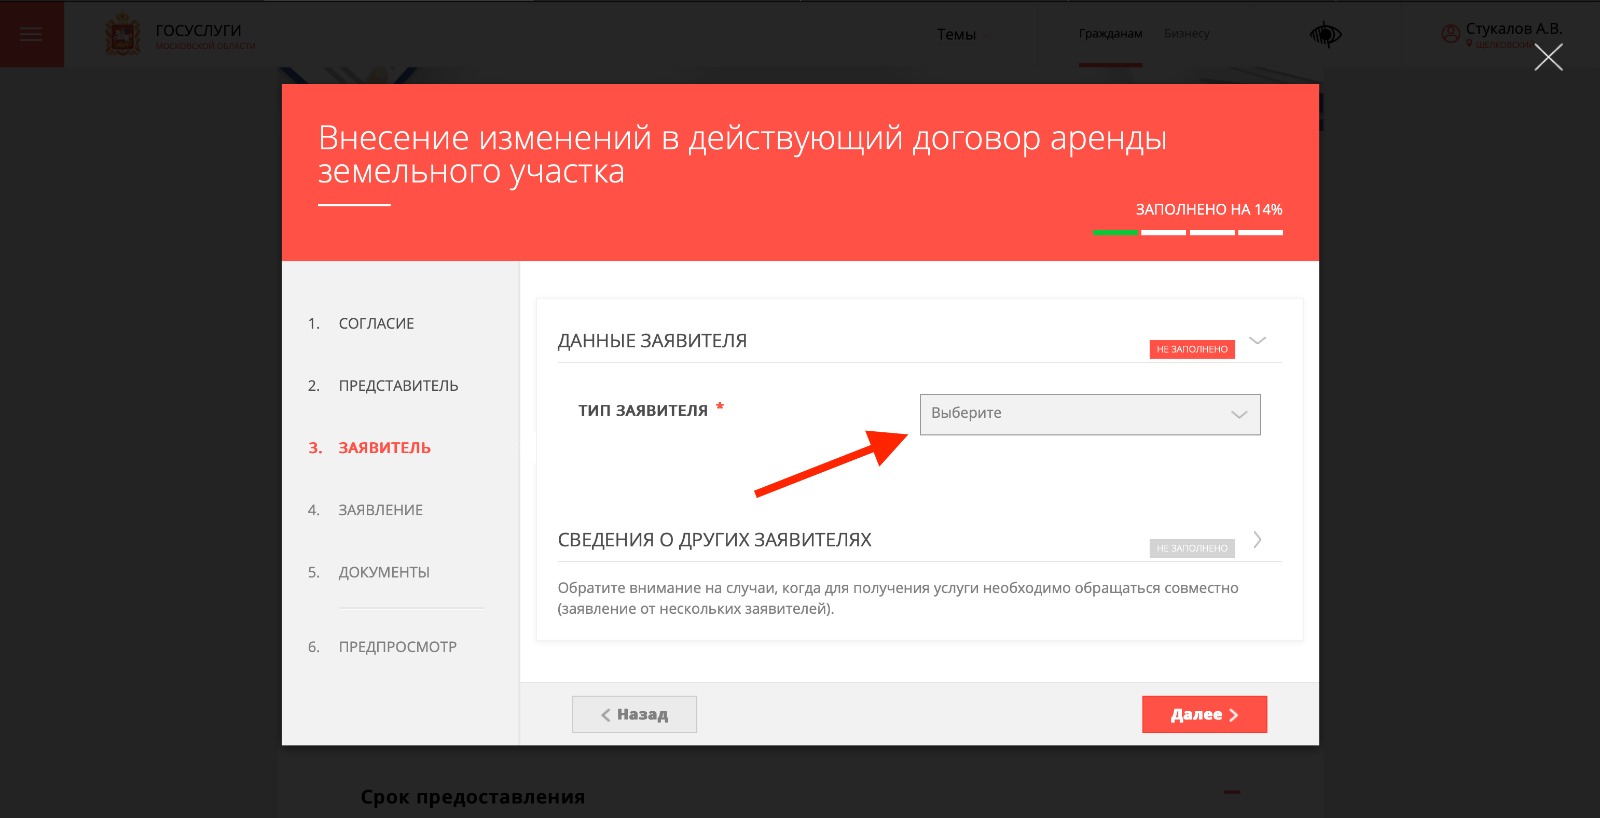 ГОСУСЛУГИ
МОСКОВСКОЙ ОБЛАСТИ
Темы
Гражданам
Бизнесу
Стукалов А.В.
ЩЕЛКОВСКИЙ
Внесение изменений в действующий договор аренды
земельного участка
ЗАПОЛНЕНО НА 14%
1. СОГЛАСИЕ
2. ПРЕДСТАВИТЕЛЬ
3. ЗАЯВИТЕЛЬ
4. ЗАЯВЛЕНИЕ
5. ДОКУМЕНТЫ
6. ПРЕДПРОСМОТР
ДАННЫЕ ЗАЯВИТЕЛЯ
НЕ ЗАПОЛНЕНО
ТИП ЗАЯВИТЕЛЯ *
Выберите
СВЕДЕНИЯ О ДРУГИХ ЗАЯВИТЕЛЯХ
НЕ ЗАПОЛНЕНО
Обратите внимание на случаи, когда для получения услуги необходимо обращаться совместно
(заявление от нескольких заявителей).
Назад
Далее
Срок предоставления